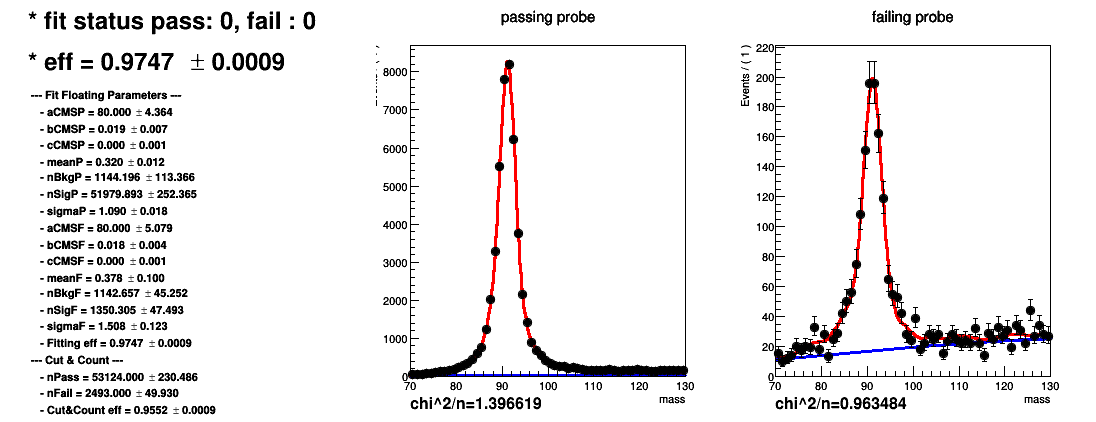 * fit status pass: 0, fail : 0
* eff = 0.9747 ± 0.0009
--- Fit Floating Parameters ---
- aCMSP = 80.000 ± 4.364
- bCMSP = 0.019 ± 0.007
- cCMSP = 0.000 ± 0.001
- meanP = 0.320 ± 0.012
- nBkgP = 1144.196 ± 113.366
- nSigP = 51979.893 ± 252.365
- sigmaP = 1.090 ± 0.018
- aCMSF = 80.000 ± 5.079
- bCMSF = 0.018 ± 0.004
- cCMSF = 0.000 ± 0.001
- meanF = 0.378 ± 0.100
- nBkgF = 1142.657 ± 45.252
- nSigF = 1350.305 ± 47.493
- sigmaF = 1.508 ± 0.123
- Fitting eff = 0.9747 ± 0.0009
--- Cut & Count ---
- nPass = 53124.000 ± 230.486
- nFail = 2493.000 ± 49.930
- Cut&Count eff = 0.9552 ± 0.0009
passing probe
8000
7000
6000
5000
4000
3000
2000
1000
0
70 80 90 100 110 120 130
mass
chi^2/n=1.396619
failing probe
Events / ( 1 )
220
200
180
160
140
120
100
80
60
40
20
0
70 80 90 100 110 120 130
mass
chi^2/n=0.963484